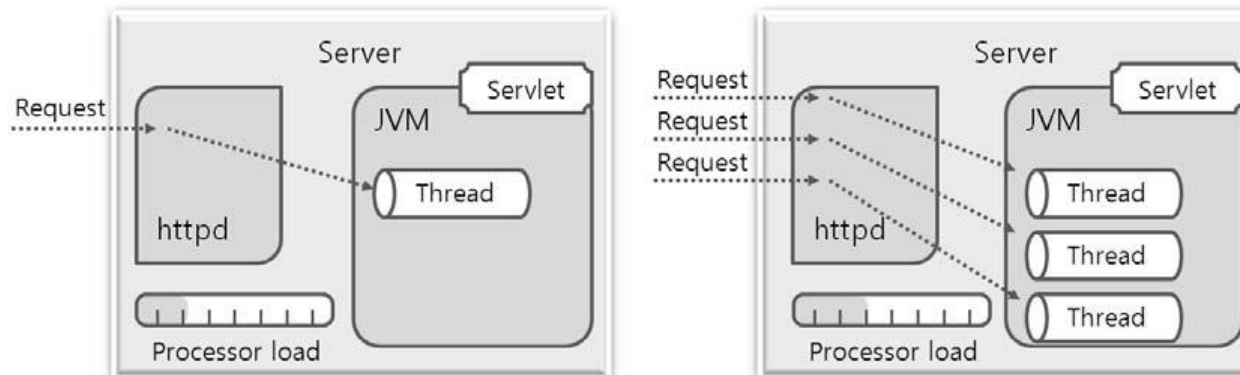 Server
Servlet
Request
JVM
Thread
httpd
Processor load
Server
Request
Servlet
JVM
Request
Request
Thread
httpd
Thread
Thread
Processor load